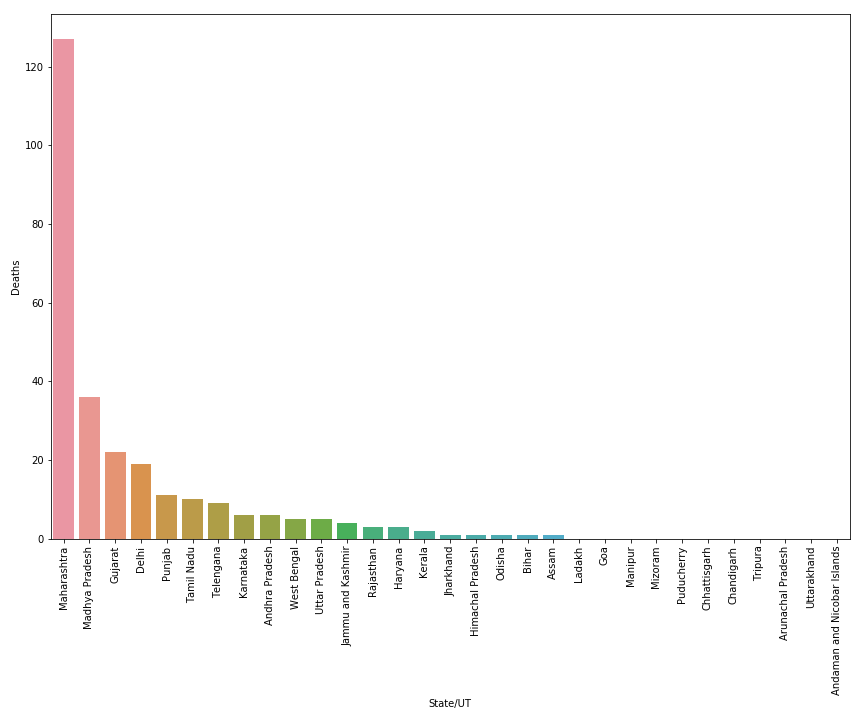 120
100
80
60
40
20
0
Deaths
Maharashtra
Madhya Pradesh
Gujarat
Delhi
Punjab
Tamil Nadu
Telengana
Karnataka
Andhra Pradesh
West Bengal
Uttar Pradesh
Jammu and Kashmir
Rajasthan
Haryana
Kerala
Jharkhand
Himachal Pradesh
Odisha
Bihar
Assam
Ladakh
Goa
Manipur
Mizoram
Puducherry
Chhattisgarh
Chandigarh
Tripura
Arunachal Pradesh
Uttarakhand
Andaman and Nicobar Islands
State/UT